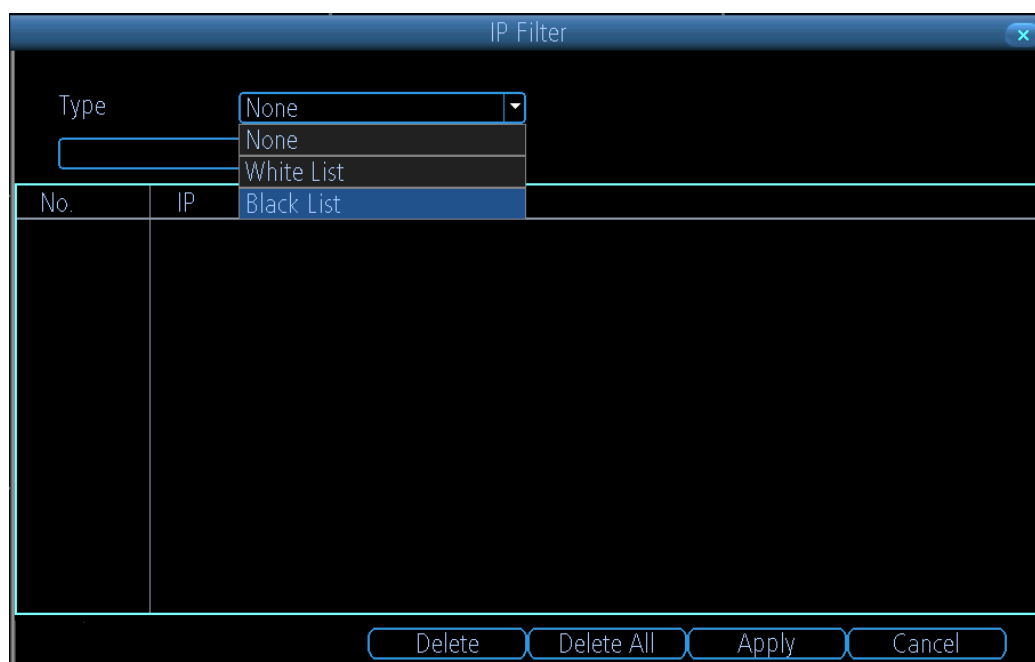 IP Filter
Type None
None
White List
No. IP Black List
Delete Delete All Apply Cancel